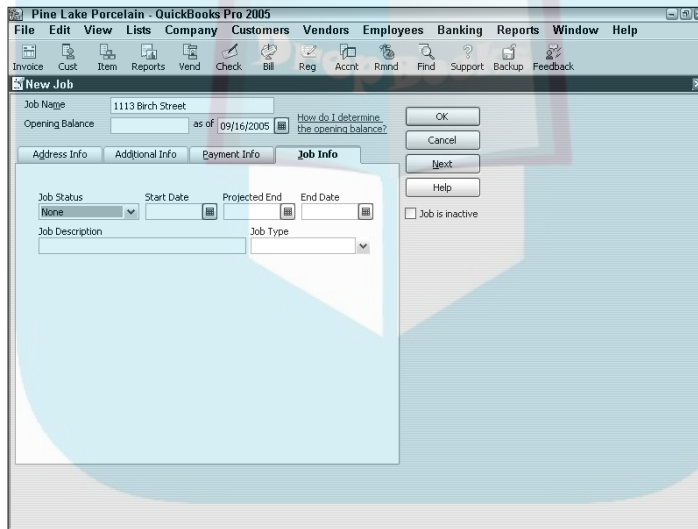 Pine Lake Porcelain - QuickBooks Pro 2005
File Edit View Lists Company Customers Vendors Employees Banking Reports Window Help
Invoice Cust Item Reports Vend Check Bill Reg Accnt Rmnd Find Support Backup Feedback
New Job
Job Name 1113 Birch Street
Opening Balance as of 09/16/2005 How do I determine
the opening balance?
OK
Cancel
Next
Help
Job is inactive
Address Info Additional Info Payment Info Job Info
Job Status Start Date Projected End End Date
None
Job Description Job Type